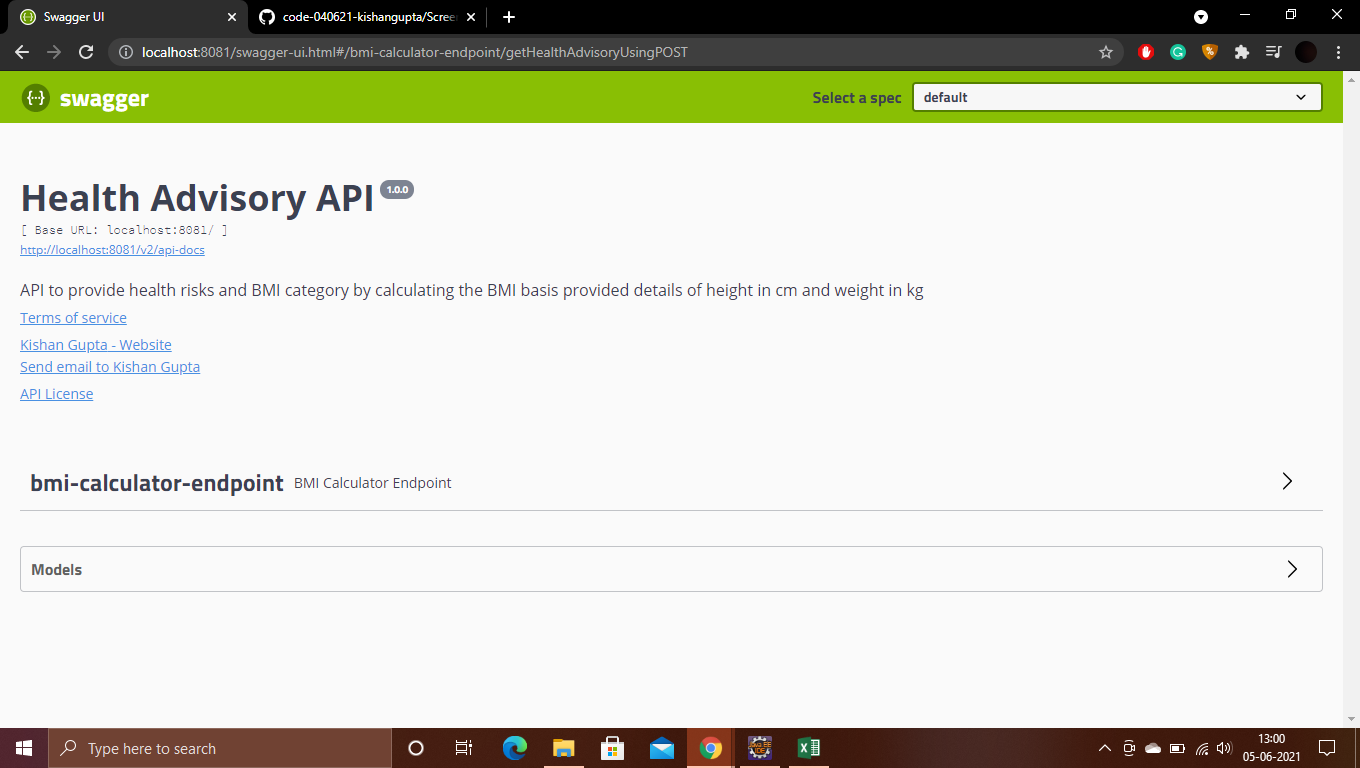 Swagger UI
code-040621-kishangupta/Scree
localhost:8081/swagger-ui.html#/bmi-calculator-endpoint/getHealthAdvisoryUsingPOST
{··} swagger
Select a spec
default
Health Advisory API 1.0.0
[ Base URL: localhost:8081/ ]
http://localhost:8081/v2/api-docs
API to provide health risks and BMI category by calculating the BMI basis provided details of height in cm and weight in kg
Terms of service
Kishan Gupta - Website
Send email to Kishan Gupta
API License
bmi-calculator-endpoint BMI Calculator Endpoint
Models
Type here to search
Java EE
IDE
13:00
05-06-2021